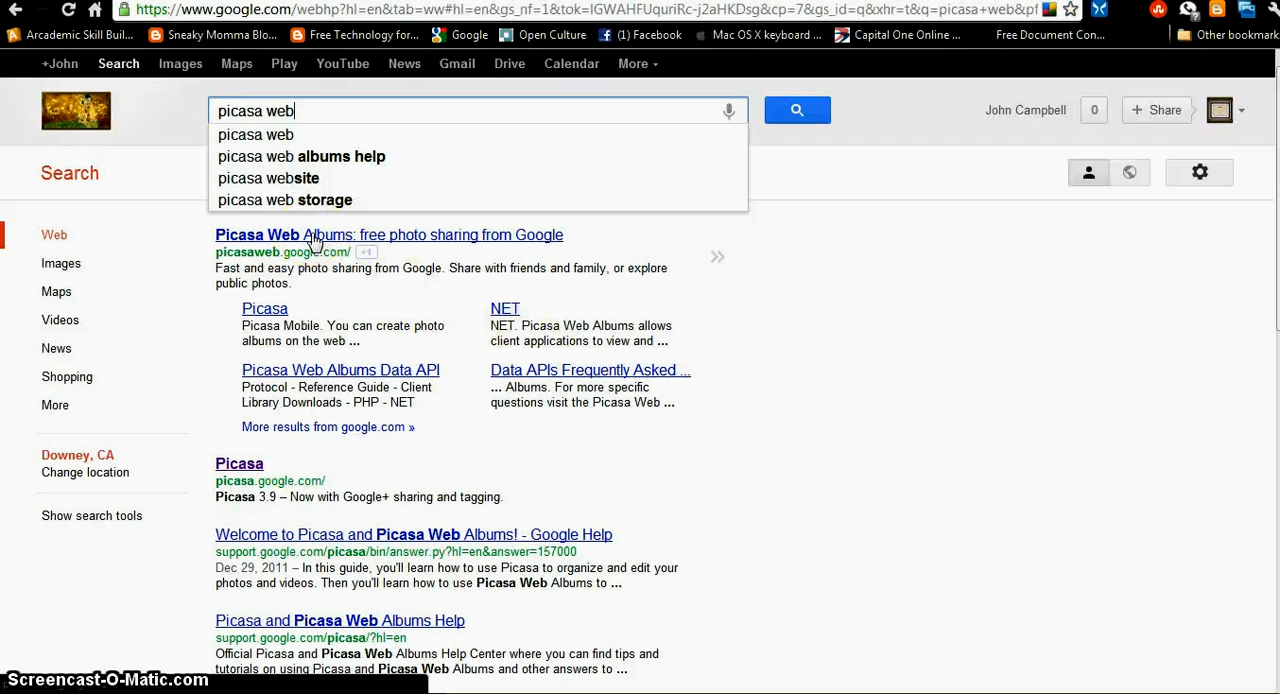 https://www.google.com/webhp?hl=en&tab=ww#hl=en&gs_nf=1&tok=IGWAHFUquriRc-j2aHKDsg&cp=7&gs_id=q&xhr=t&q=picasa+web&pf
Arcademic Skill Buil... Sneaky Momma Blo... Free Technology for... Google Open Culture (1) Facebook Mac OS X keyboard ... Capital One Online ... Free Document Con... Other bookmark
+John Search Images Maps Play YouTube News Gmail Drive Calendar More
picasa web
John Campbell 0 + Share
picasa web
picasa web albums help
picasa website
picasa web storage
Search
Web
Images
Maps
Videos
News
Shopping
More
Downey, CA
Change location
Show search tools
Picasa Web Albums: free photo sharing from Google
picasaweb.google.com/ +1
Fast and easy photo sharing from Google. Share with friends and family, or explore
public photos.
Picasa
Picasa Mobile. You can create photo
albums on the web ...
NET
NET. Picasa Web Albums allows
client applications to view and ...
Picasa Web Albums Data API
Protocol - Reference Guide - Client
Library Downloads - PHP - NET
Data APIs Frequently Asked ...
... Albums. For more specific
questions visit the Picasa Web ...
More results from google.com »
Picasa
picasa.google.com/
Picasa 3.9 – Now with Google+ sharing and tagging.
Welcome to Picasa and Picasa Web Albums! - Google Help
support.google.com/picasa/bin/answer.py?hl=en&answer=157000
Dec 29, 2011 – In this guide, you'll learn how to use Picasa to organize and edit your
photos and videos. Then you'll learn how to use Picasa Web Albums to ...
Picasa and Picasa Web Albums Help
support.google.com/picasa/?hl=en
Official Picasa and Picasa Web Albums Help Center where you can find tips and
tutorials on using Picasa and Picasa Web Albums and other answers to ...
Screencast-O-Matic.com